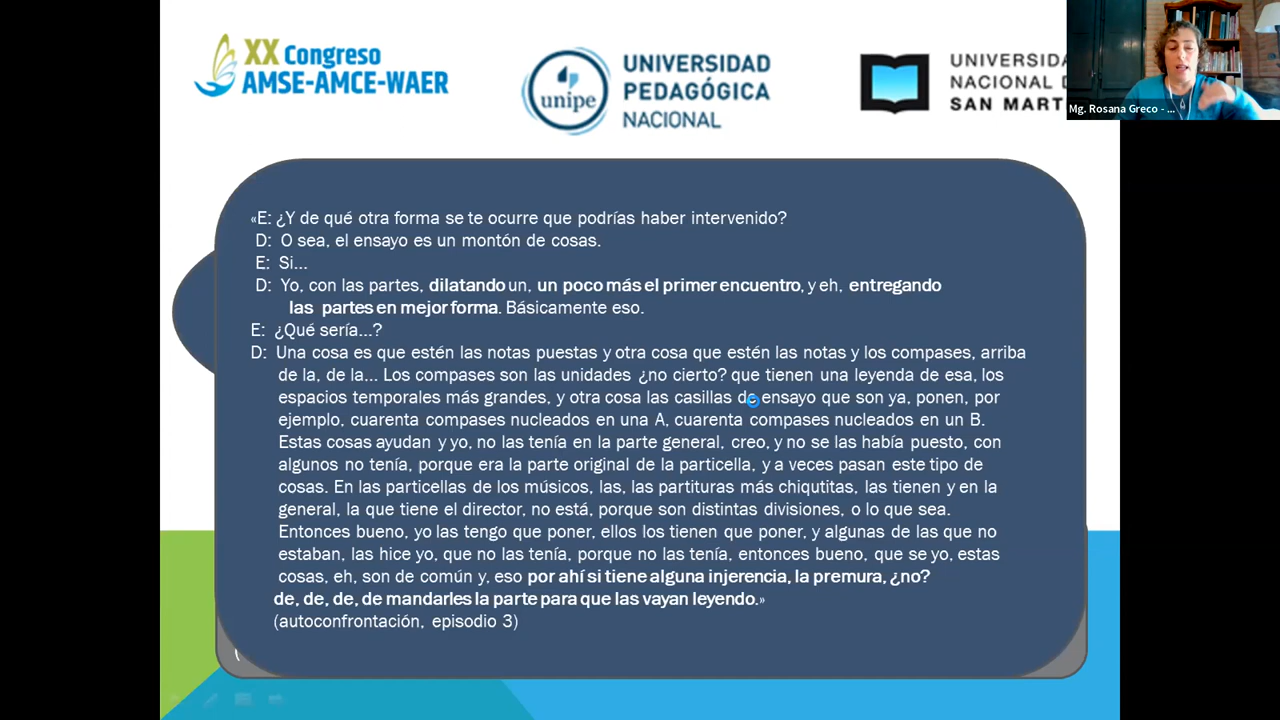 XX Congreso
AMSE-AMCE-WAER
unipe
UNIVERSIDAD
PEDAGÓGICA
NACIONAL
UNIVERSIDAD
NACIONAL D
SAN MART
Mg. Rosana Greco - ...
«E: ¿Y de qué otra forma se te ocurre que podrías haber intervenido?
D: O sea, el ensayo es un montón de cosas.
E: Si...
D: Yo, con las partes, dilatando un, un poco más el primer encuentro, y eh, entregando
las partes en mejor forma. Básicamente eso.
E: ¿Qué sería...?
D: Una cosa es que estén las notas puestas y otra cosa que estén las notas y los compases, arriba
de la, de la... Los compases son las unidades ¿no cierto? que tienen una leyenda de esa, los
espacios temporales más grandes, y otra cosa las casillas de ensayo que son ya, ponen, por
ejemplo, cuarenta compases nucleados en una A, cuarenta compases nucleados en un B.
Estas cosas ayudan y yo, no las tenía en la parte general, creo, y no se las había puesto, con
algunos no tenía, porque era la parte original de la particella, y a veces pasan este tipo de
cosas. En las particellas de los músicos, las, las partituras más chiqutitas, las tienen y en la
general, la que tiene el director, no está, porque son distintas divisiones, o lo que sea.
Entonces bueno, yo las tengo que poner, ellos los tienen que poner, y algunas de las que no
estaban, las hice yo, que no las tenía, porque no las tenía, entonces bueno, que se yo, estas
cosas, eh, son de común y, eso por ahí si tiene alguna injerencia, la premura, ¿no?
de, de, de, de mandarles la parte para que las vayan leyendo.»
(autoconfrontación, episodio 3)
(